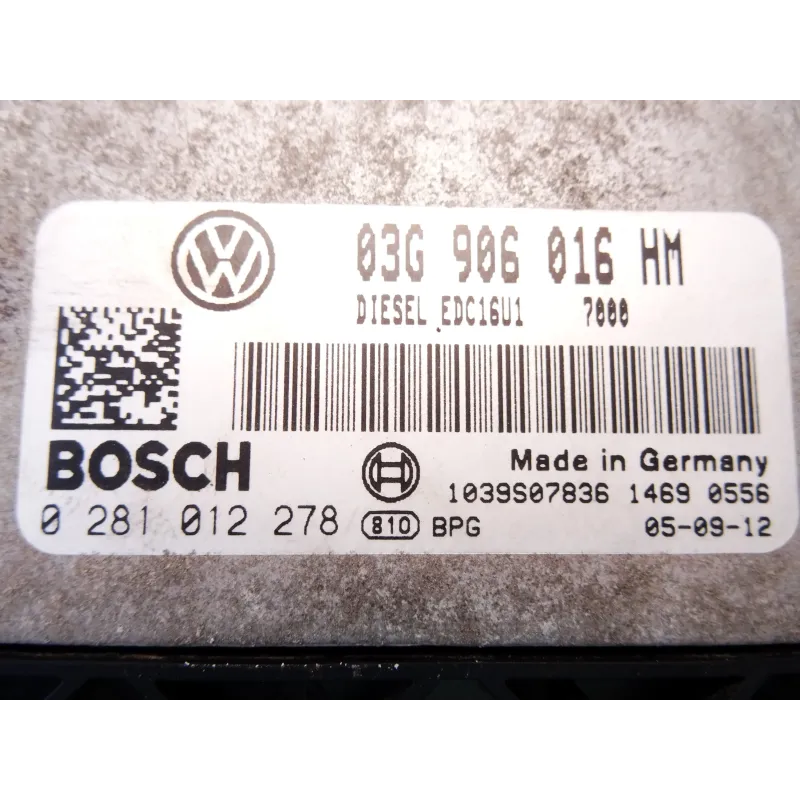 03G 906 016 HM
DIESEL EDC16U1 7000
BOSCH
Made in Germany
1039S07836 1469 0556
0 281 012 278 810 BPG 05-09-12